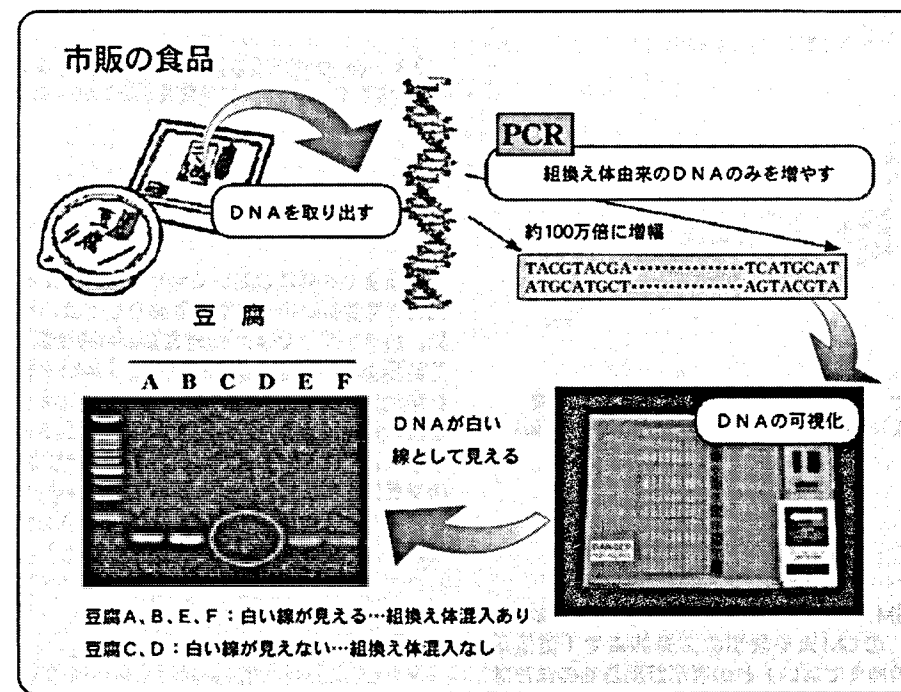 市販の食品
DNAを取り出す
PCR
組換え体由来のDNAのみを増やす
約100万倍に増幅
TACGTACGA··············TCATGCAT
ATGCATGCT··············AGTACGTA
DNAの可視化
DANGER
DNAが白い
線として見える
豆腐
A B C D E F
豆腐A、B、E、F：白い線が見える…組換え体混入あり
豆腐C、D：白い線が見えない…組換え体混入なし